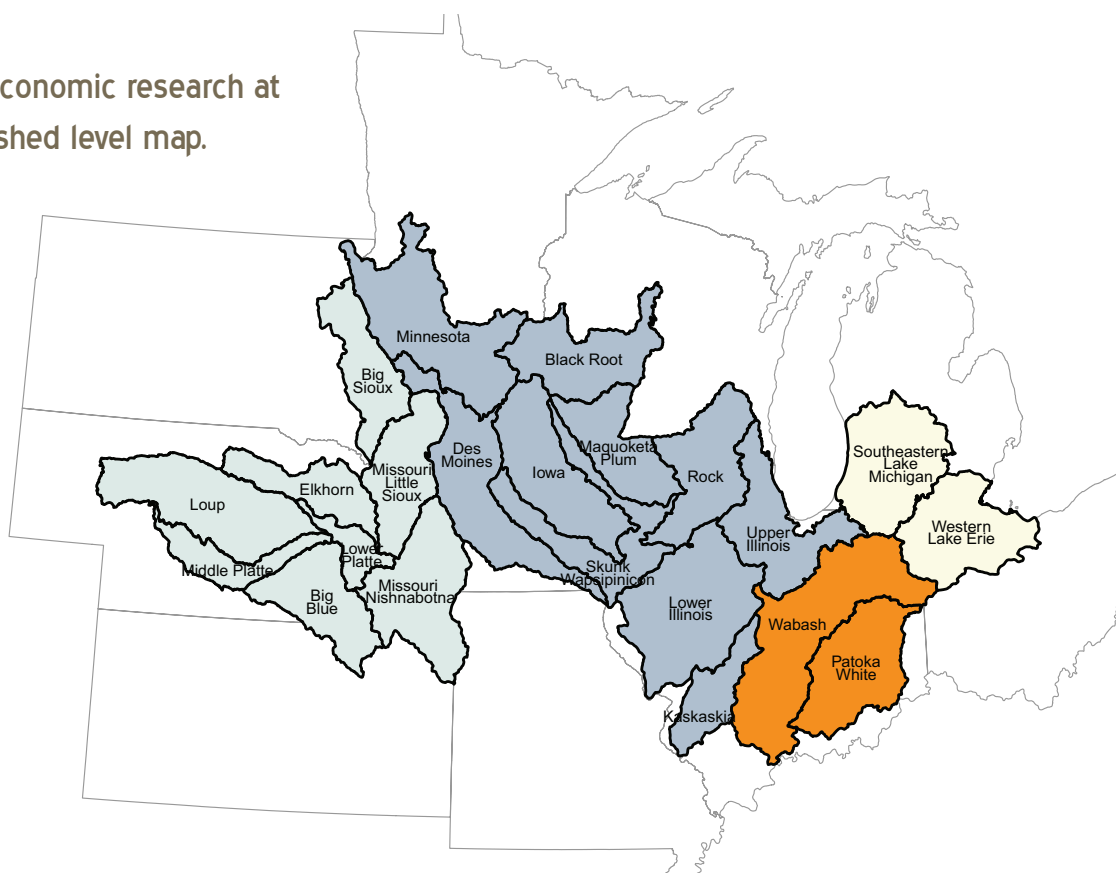 conomic research at
shed level map.
Minnesota
Black Root
Big
Sioux
Des
Moines
Iowa
Maquoketa
Plum
Rock
Southeastern
Lake
Michigan
Missouri
Little
Sioux
Elkhorn
Loup
Western
Lake Erie
Upper
Illinois
Lower
Platte
Middle Platte
Skunk
Wapsipinicon
Missouri
Nishnabotna
Big
Blue
Lower
Illinois
Wabash
Patoka
White
Kaskaskia